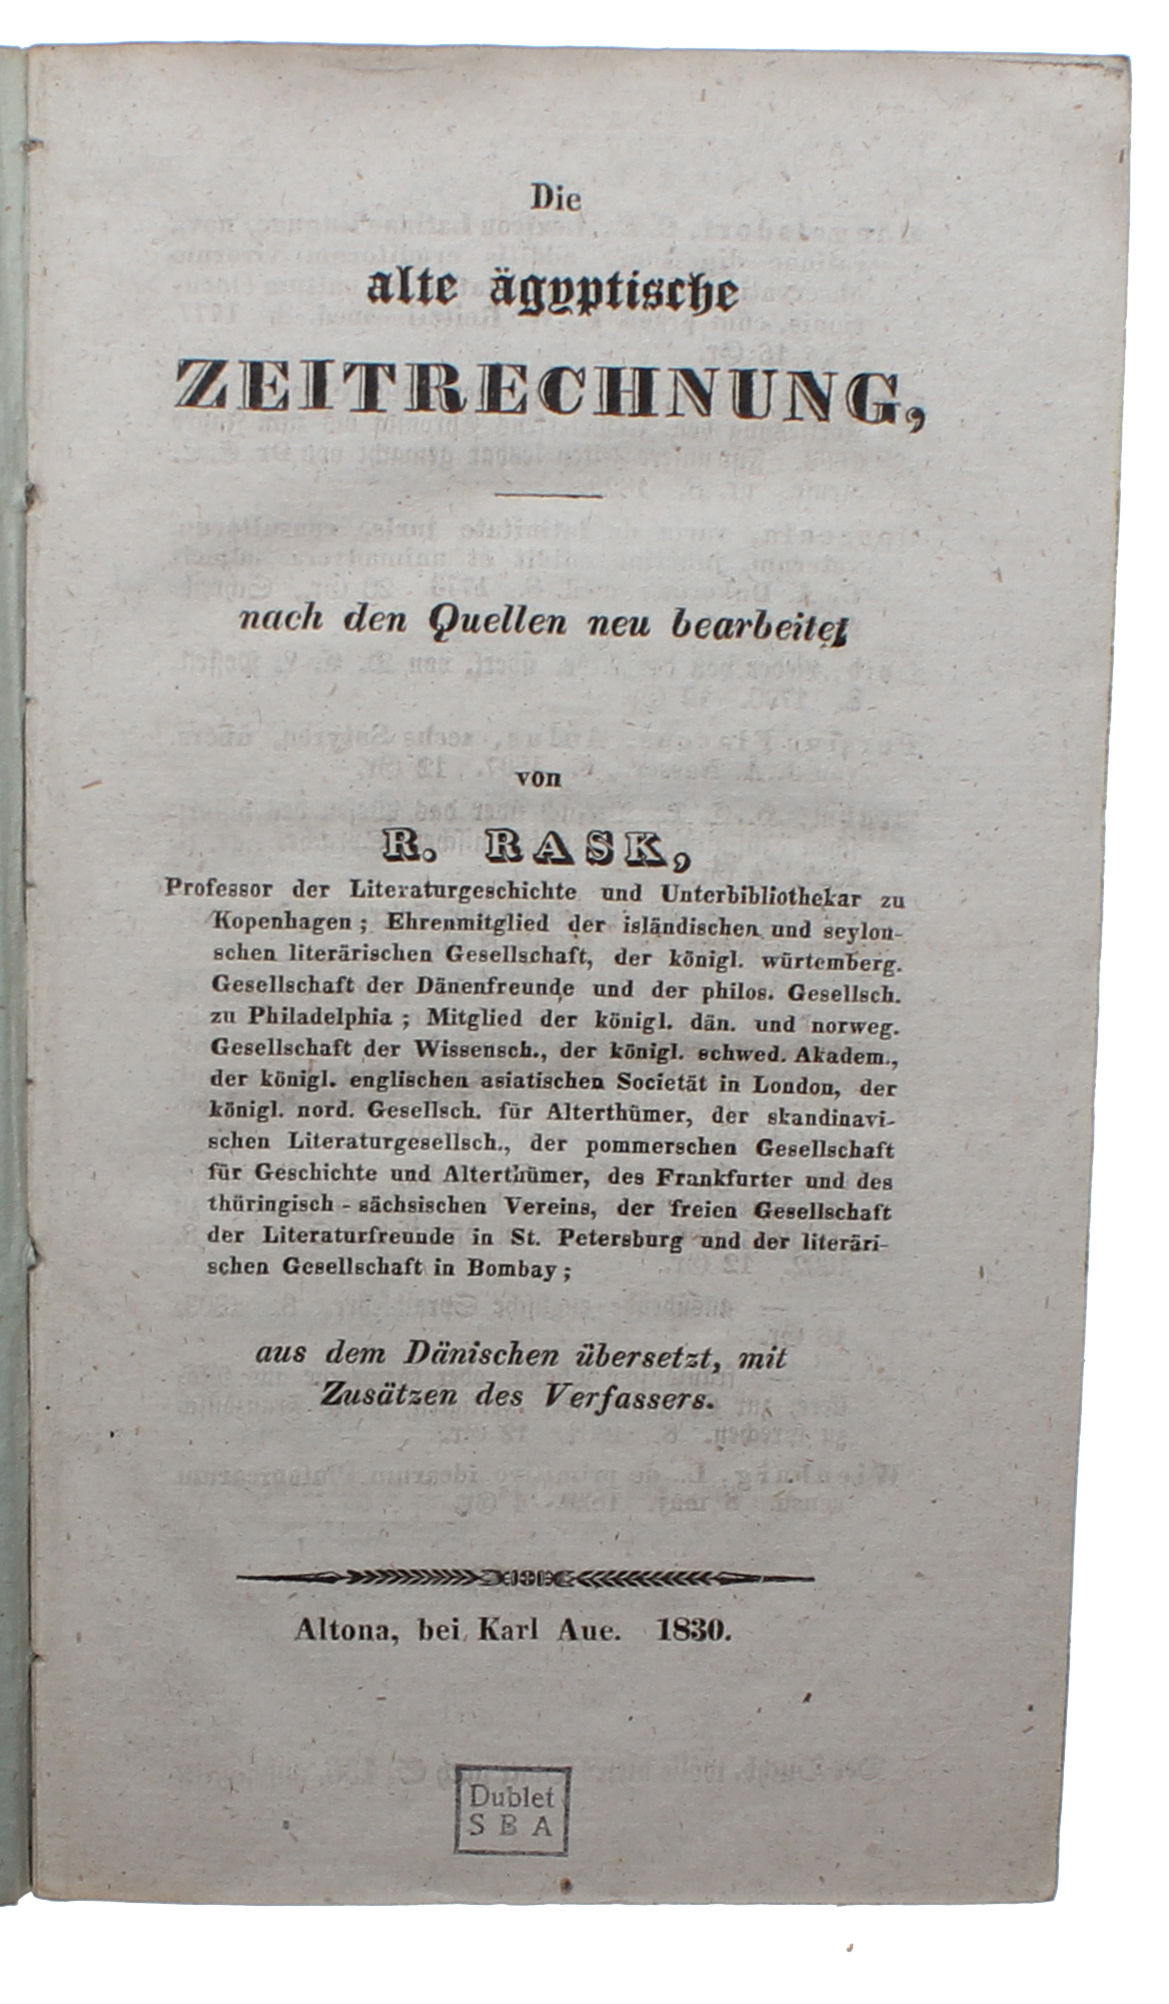 Die
alte ägyptische
ZEITRECHNUNG,
nach den Quellen neu bearbeitet
von
R. RASK,
Professor der Literaturgeschichte und Unterbibliothekar zu
Kopenhagen; Ehrenmitglied der isländischen und seylon-
schen literärischen Gesellschaft, der königl. würtemberg.
Gesellschaft der Dänenfreunde und der philos. Gesellsch.
zu Philadelphia; Mitglied der königl. dän. und norweg.
Gesellschaft der Wissensch., der königl. schwed. Akadem.,
der königl. englischen asiatischen Societät in London, der
königl. nord. Gesellsch. für Alterthümer, der skandinavi-
schen Literaturgesellsch., der pommerschen Gesellschaft
für Geschichte und Alterthümer, des Frankfurter und des
thüringisch-sächsischen Vereins, der freien Gesellschaft
der Literaturfreunde in St. Petersburg und der literäri-
schen Gesellschaft in Bombay;
aus dem Dänischen übersetzt, mit
Zusätzen des Verfassers.
Altona, bei Karl Aue. 1830.
Dublet
S B A